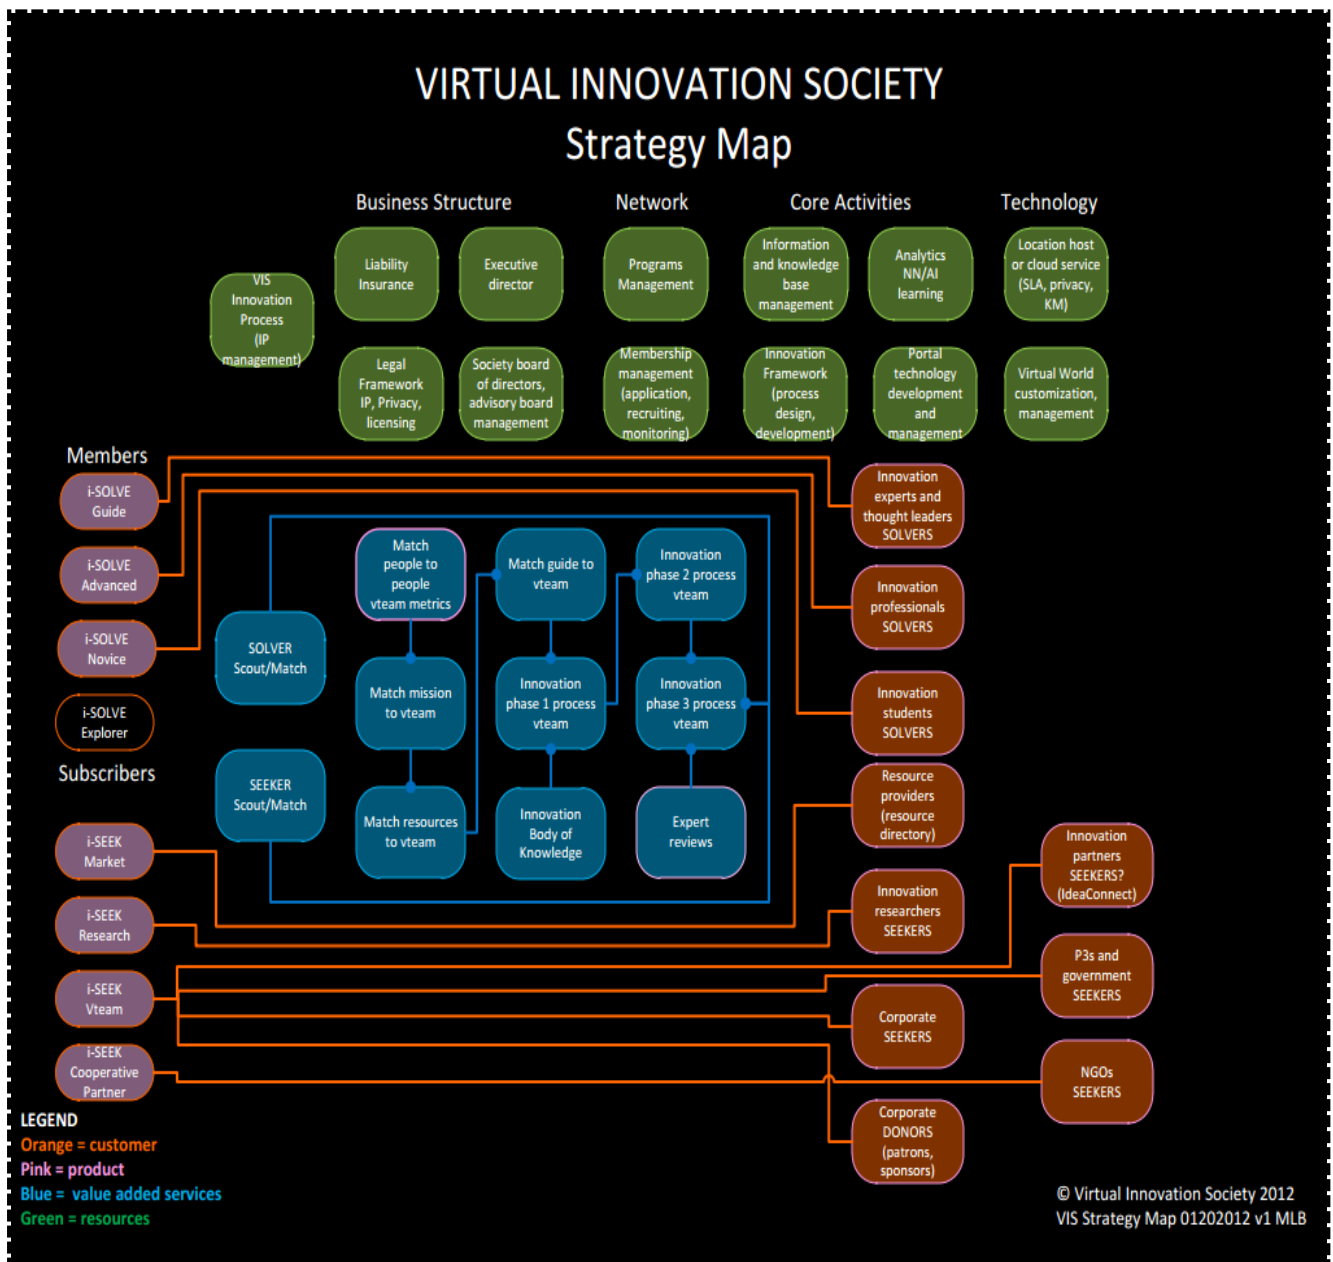 VIRTUAL INNOVATION SOCIETY
Strategy Map
Business Structure
Network
Core Activities
Technology
VIS
Innovation
Process
(IP
management)
Liability
Insurance
Executive
director
Programs
Management
Information
and knowledge
base
management
Analytics
NN/AI
learning
Location host
or cloud service
(SLA, privacy,
KM)
Legal
Framework
IP, Privacy,
licensing
Society board
of directors,
advisory board
management
Membership
management
(application,
recruiting,
monitoring)
Innovation
Framework
(process
design,
development)
Portal
technology
development
and
management
Virtual World
customization,
management
Members
i-SOLVE
Guide
i-SOLVE
Advanced
i-SOLVE
Novice
i-SOLVE
Explorer
Subscribers
i-SEEK
Market
i-SEEK
Research
i-SEEK
Vteam
i-SEEK
Cooperative
Partner
SOLVER
Scout/Match
SEEKER
Scout/Match
Match
people to
people
vteam metrics
Match mission
to vteam
Match resources
to vteam
Match guide to
vteam
Innovation
phase 1 process
vteam
Innovation
Body of
Knowledge
Innovation
phase 2 process
vteam
Innovation
phase 3 process
vteam
Expert
reviews
Innovation
experts and
thought leaders
SOLVERS
Innovation
professionals
SOLVERS
Innovation
students
SOLVERS
Resource
providers
(resource
directory)
Innovation
researchers
SEEKERS
Corporate
SEEKERS
Corporate
DONORS
(patrons,
sponsors)
Innovation
partners
SEEKERS?
(IdeaConnect)
P3s and
government
SEEKERS
NGOs
SEEKERS
LEGEND
Orange = customer
Pink = product
Blue = value added services
Green = resources
© Virtual Innovation Society 2012
VIS Strategy Map 01202012 v1 MLB